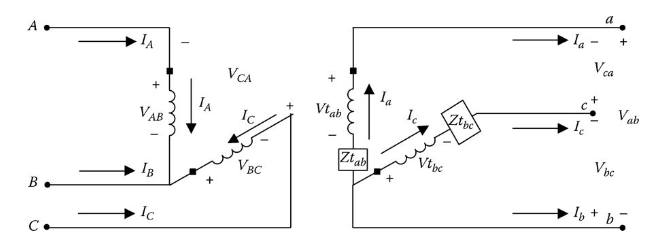 A
I_A
−
+
V_AB
−
I_A
V_CA
I_C
+
−
V_BC
+
B
I_B
C
I_C
a
I_a − +
V_ca
+
Vt_ab
−
I_a
I_c
Zt_bc
c + −
I_c
V_ab
Zt_ab
−
Vt_bc
+
V_bc
I_b + b −